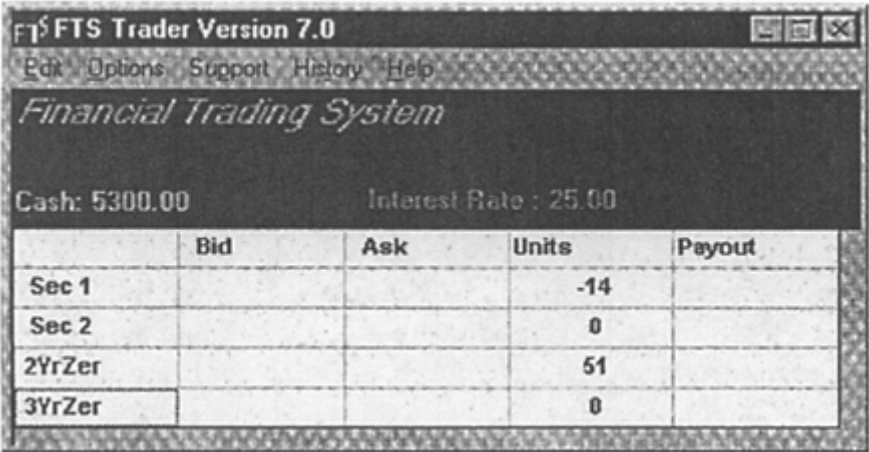 FTS FTS Trader Version 7.0
Edit Options Support History Help
Financial Trading System
Cash: 5300.00 Interest Rate : 25.00
Bid Ask Units Payout
Sec 1 -14
Sec 2 0
2YrZer 51
3YrZer 0